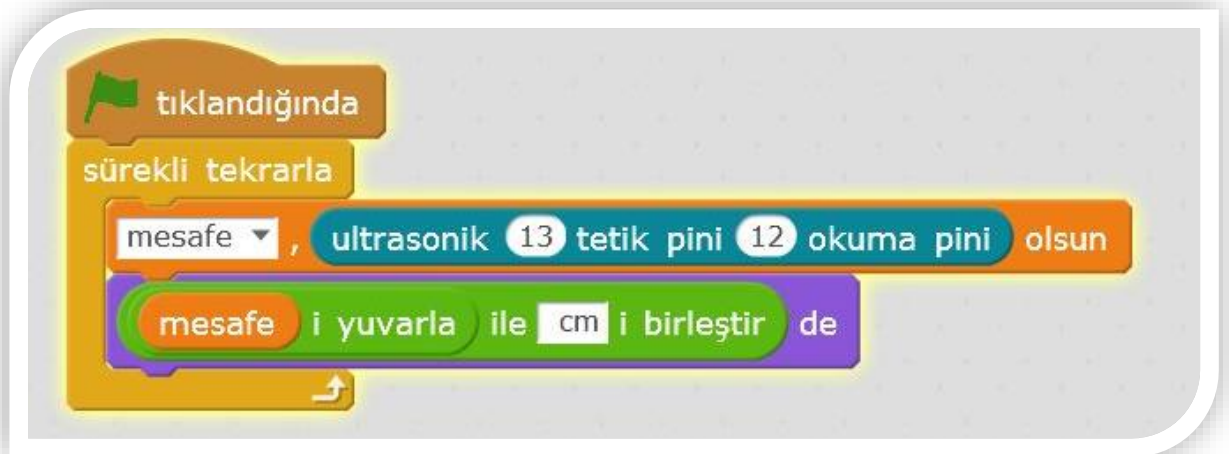 tıklandığında
sürekli tekrarla
mesafe , ultrasonik 13 tetik pini 12 okuma pini olsun
mesafe i yuvarla ile cm i birleştir de